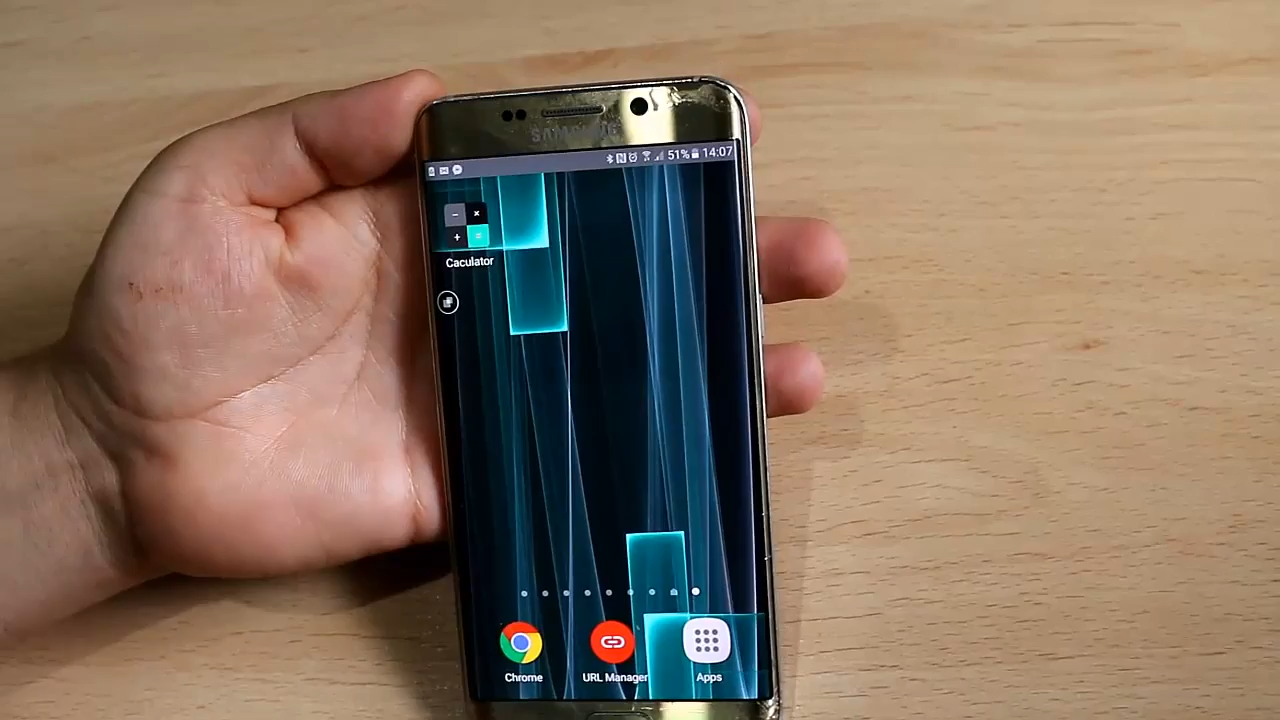 SAMSUNG
51% 14:07
Caculator
Chrome
URL Manager
Apps